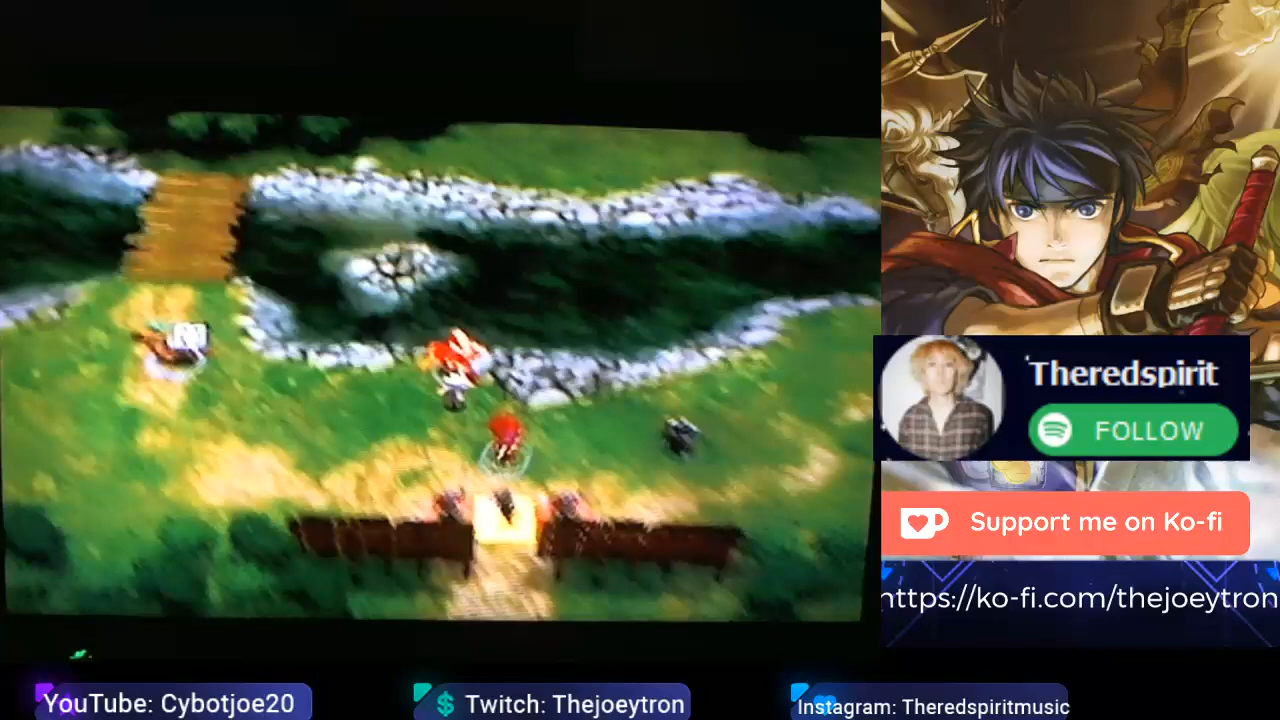 Theredspirit
FOLLOW
Support me on Ko-fi
https://ko-fi.com/thejoeytron
YouTube: Cybotjoe20
Twitch: Thejoeytron
Instagram: Theredspiritmusic